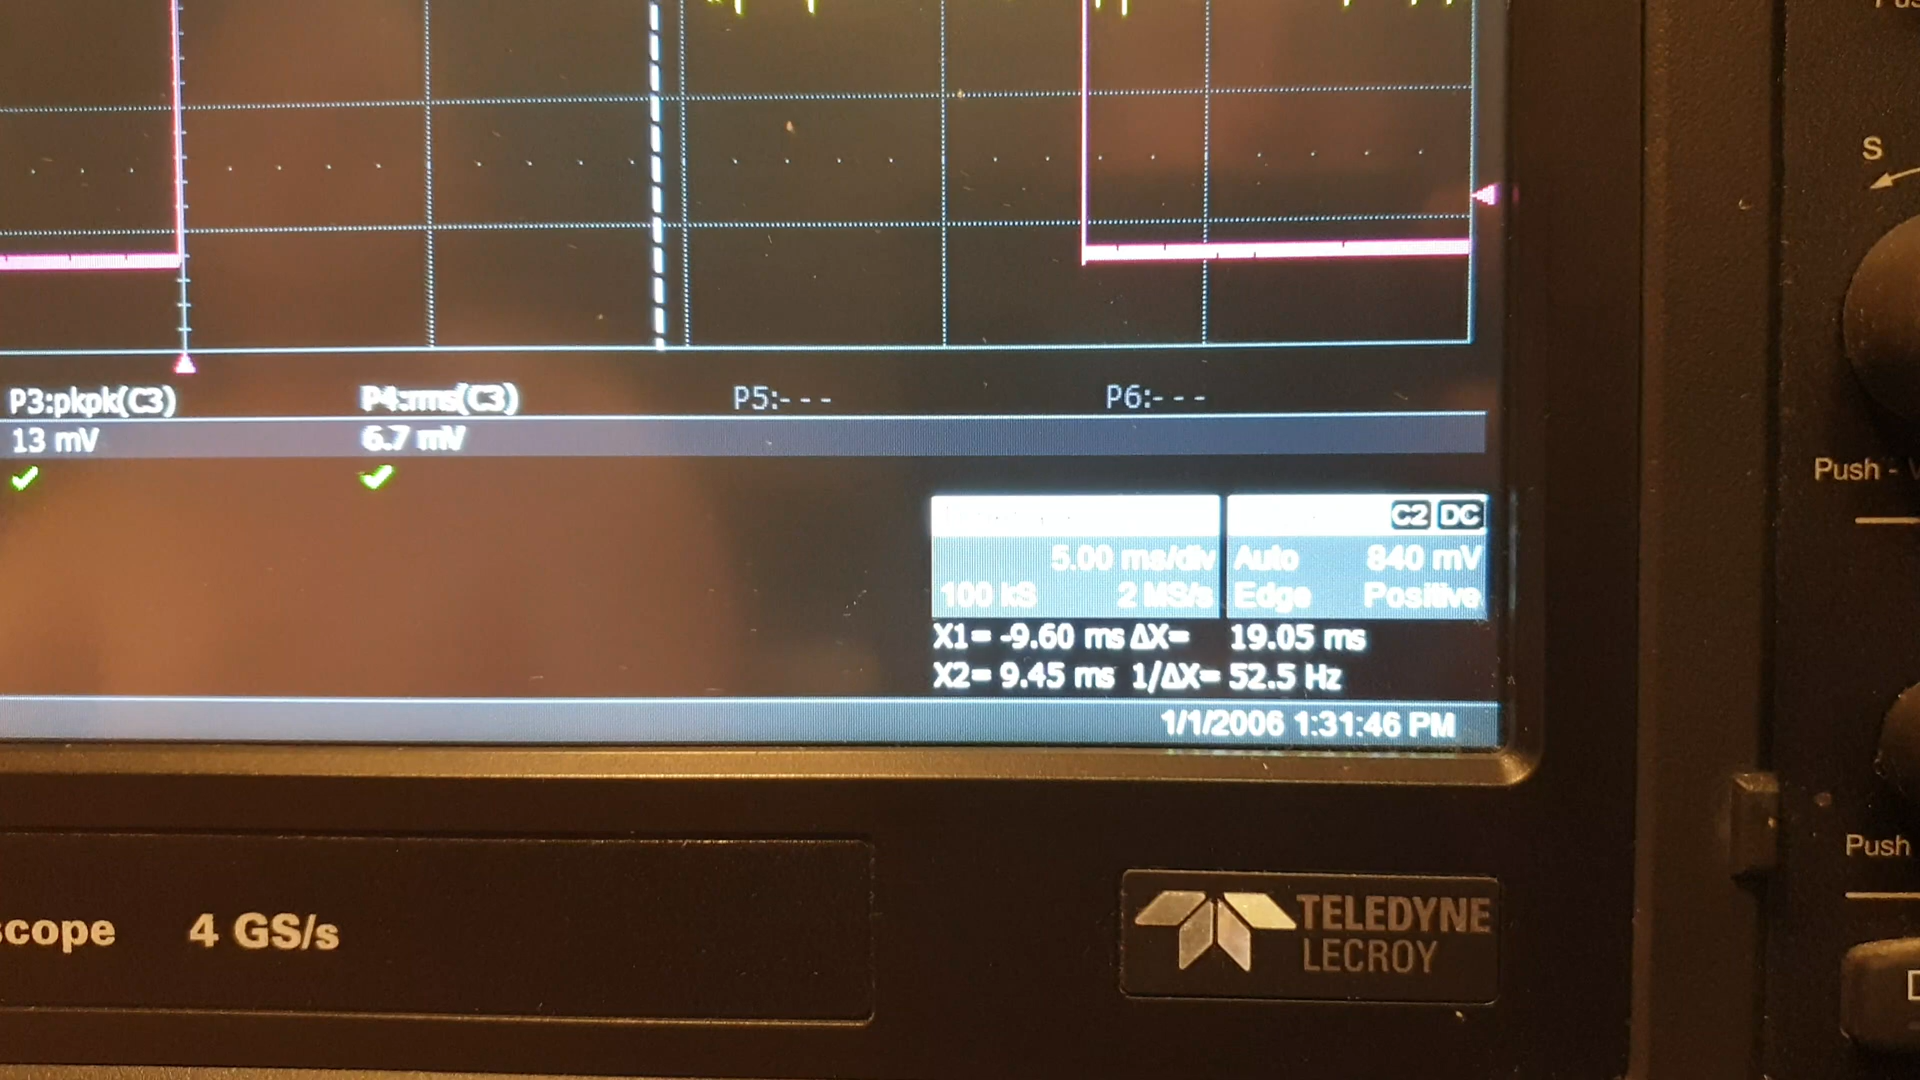 S
P3:pkpk(C3) P4:rms(C3) P5:- - - P6:- - -
13 mV 6.7 mV
Push -
C2 DC
5.00 ms/div Auto 840 mV
100 kS 2 MS/s Edge Positive
X1= -9.60 ms ΔX= 19.05 ms
X2= 9.45 ms 1/ΔX= 52.5 Hz
1/1/2006 1:31:46 PM
Push
scope 4 GS/s
TELEDYNE
LECROY